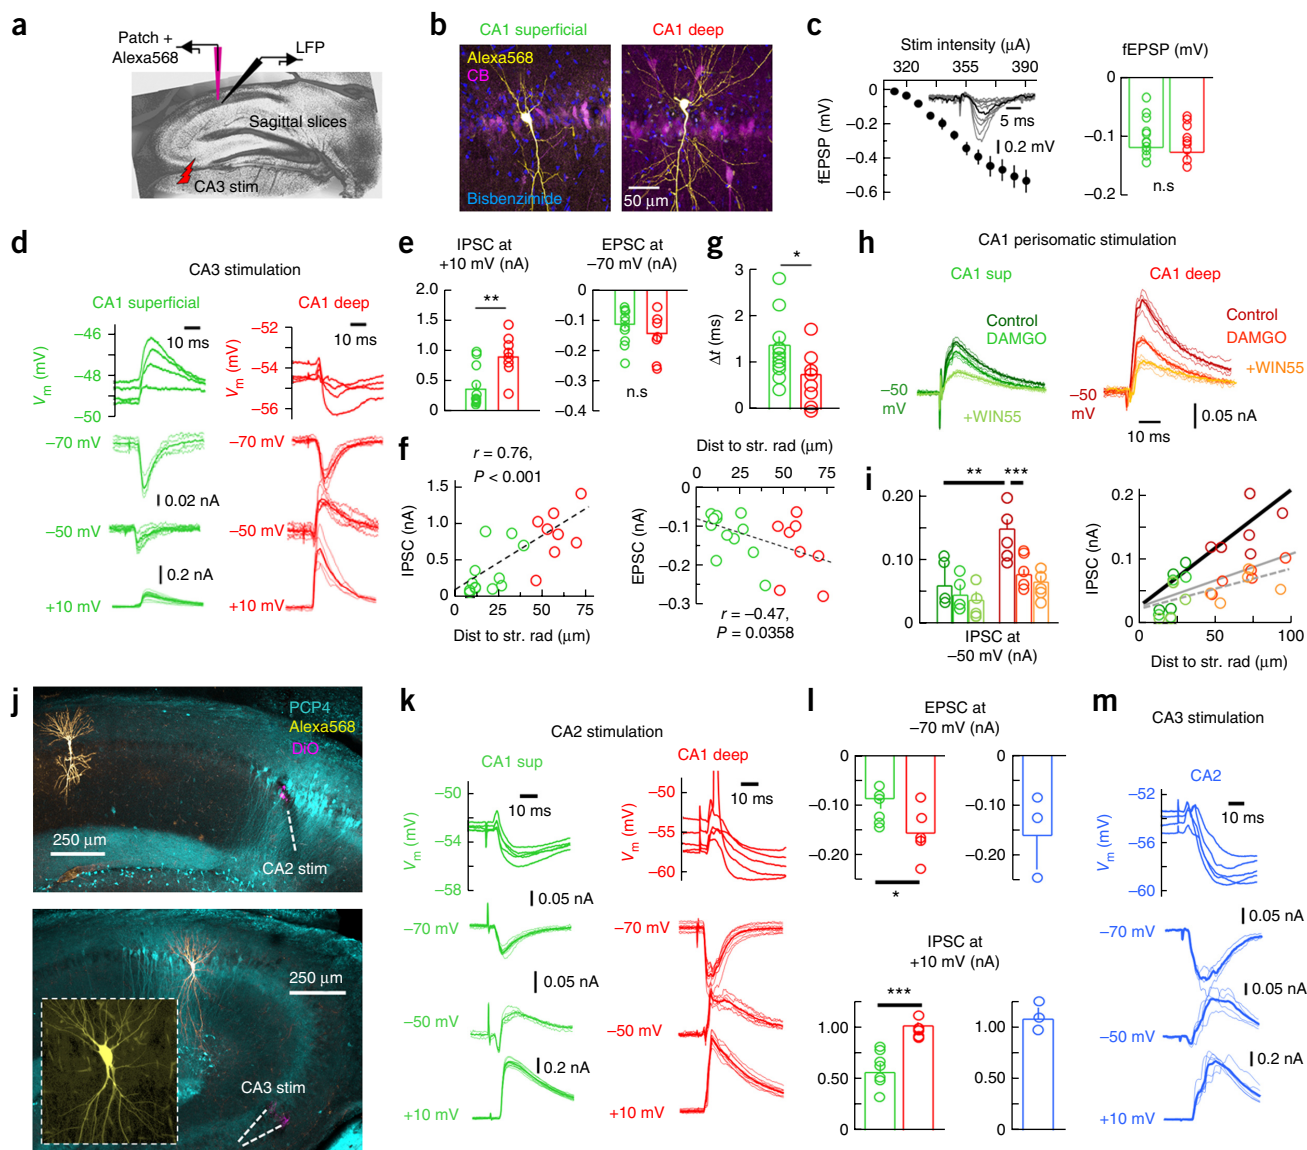 a
Patch +
Alexa568
LFP
Sagittal slices
CA3 stim
b
CA1 superficial
CA1 deep
Alexa568
CB
Bisbenzimide
50 μm
c
Stim intensity (μA)
320 355 390
0
–0.2
–0.4
–0.6
fEPSP (mV)
5 ms
0.2 mV
fEPSP (mV)
0
–0.1
–0.2
n.s
d
CA3 stimulation
CA1 superficial
CA1 deep
–46
–48
–50
Vm (mV)
10 ms
–52
–54
–56
Vm (mV)
10 ms
–70 mV
–70 mV
0.02 nA
–50 mV
–50 mV
0.2 nA
+10 mV
+10 mV
e
IPSC at
+10 mV (nA)
2.0
1.5
1.0
0.5
0
**
EPSC at
–70 mV (nA)
0
–0.1
–0.2
–0.3
–0.4
n.s
f
r = 0.76,
P < 0.001
1.5
1.0
0.5
0
IPSC (nA)
0 25 50 75
Dist to str. rad (μm)
Dist to str. rad (μm)
0 25 50 75
0
–0.1
–0.2
–0.3
EPSC (nA)
r = –0.47,
P = 0.0358
g
*
3
2
1
0
Δt (ms)
h
CA1 perisomatic stimulation
CA1 sup
CA1 deep
Control
DAMGO
+WIN55
–50
mV
Control
DAMGO
+WIN55
–50
mV
0.05 nA
10 ms
i
** ***
0.20
0.10
0
IPSC at
–50 mV (nA)
0.2
0.1
0
IPSC (nA)
0 50 100
Dist to str. rad (μm)
j
PCP4
Alexa568
DiO
250 μm
CA2 stim
250 μm
CA3 stim
k
CA2 stimulation
CA1 sup
CA1 deep
–50
–54
–58
Vm (mV)
10 ms
–50
–55
–60
Vm (mV)
10 ms
0.05 nA
–70 mV
–70 mV
0.05 nA
–50 mV
–50 mV
0.2 nA
+10 mV
+10 mV
l
EPSC at
–70 mV (nA)
0
–0.10
–0.20
*
0
–0.10
–0.20
IPSC at
+10 mV (nA)
***
1.00
0.50
0
1.00
0.50
0
m
CA3 stimulation
CA2
–52
–56
–60
Vm (mV)
10 ms
0.05 nA
–70 mV
0.05 nA
–50 mV
0.2 nA
+10 mV